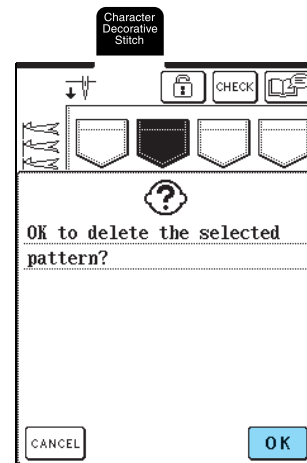 Character
Decorative
Stitch
CHECK
OK to delete the selected
pattern?
CANCEL
OK